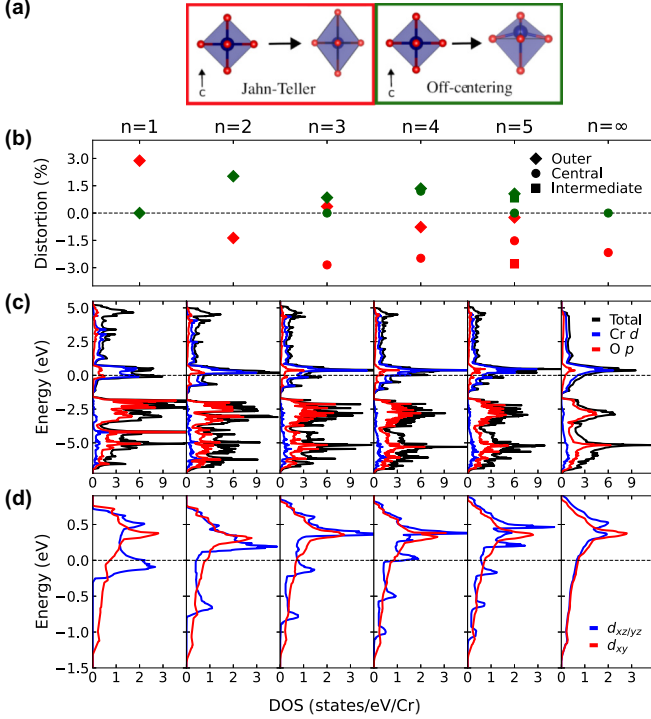 (a)
c
Jahn-Teller
c
Off-centering
n=1 n=2 n=3 n=4 n=5 n=∞
(b)
Distortion (%)
3.0
1.5
0.0
−1.5
−3.0
Outer
Central
Intermediate
(c)
Energy (eV)
5.0
2.5
0.0
−2.5
−5.0
Total
Cr d
O p
0 3 6 9 0 3 6 9 0 3 6 9 0 3 6 9 0 3 6 9 0 3 6 9
(d)
Energy (eV)
0.5
0.0
−0.5
−1.0
−1.5
dxz/yz
dxy
0 1 2 3 0 1 2 3 0 1 2 3 0 1 2 3 0 1 2 3 0 1 2 3
DOS (states/eV/Cr)